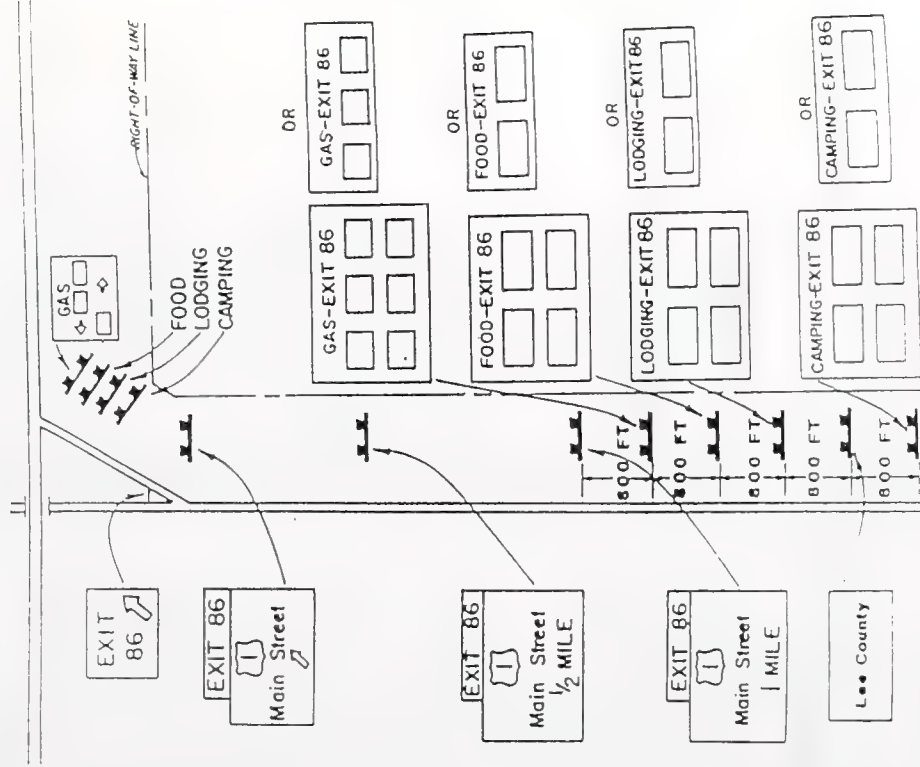 RIGHT-OF-WAY LINE
GAS
FOOD
LODGING
CAMPING
OR
GAS-EXIT 86
GAS-EXIT 86
OR
FOOD-EXIT 86
FOOD-EXIT 86
OR
LODGING-EXIT 86
LODGING-EXIT 86
OR
CAMPING-EXIT 86
CAMPING-EXIT 86
800 FT
800 FT
800 FT
800 FT
800 FT
EXIT
86
EXIT 86
1
Main Street
EXIT 86
1
Main Street
1/2 MILE
EXIT 86
1
Main Street
1 MILE
Lee County